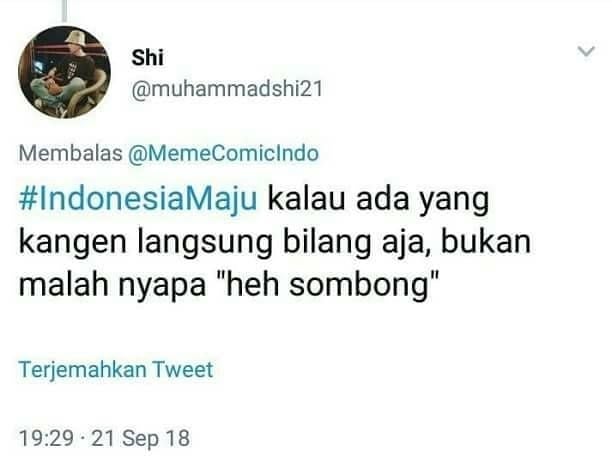 Shi
@muhammadshi21
Membalas @MemeComicIndo
#IndonesiaMaju kalau ada yang
kangen langsung bilang aja, bukan
malah nyapa "heh sombong"
Terjemahkan Tweet
19:29 · 21 Sep 18